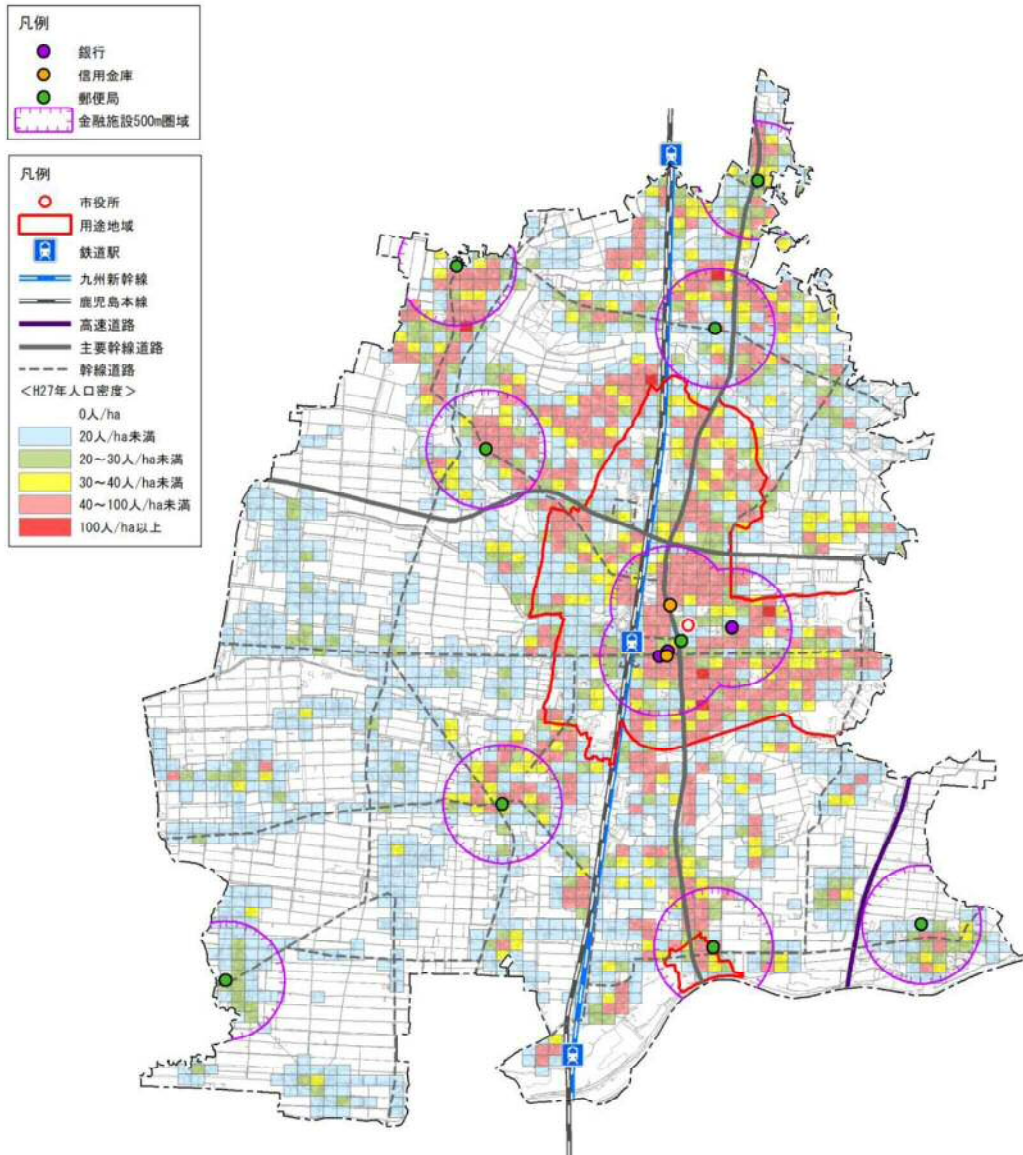 凡例
銀行
信用金庫
郵便局
金融施設500m圏域
凡例
市役所
用途地域
鉄道駅
九州新幹線
鹿児島本線
高速道路
主要幹線道路
幹線道路
<H27年人口密度>
0人/ha
20人/ha未満
20～30人/ha未満
30～40人/ha未満
40～100人/ha未満
100人/ha以上